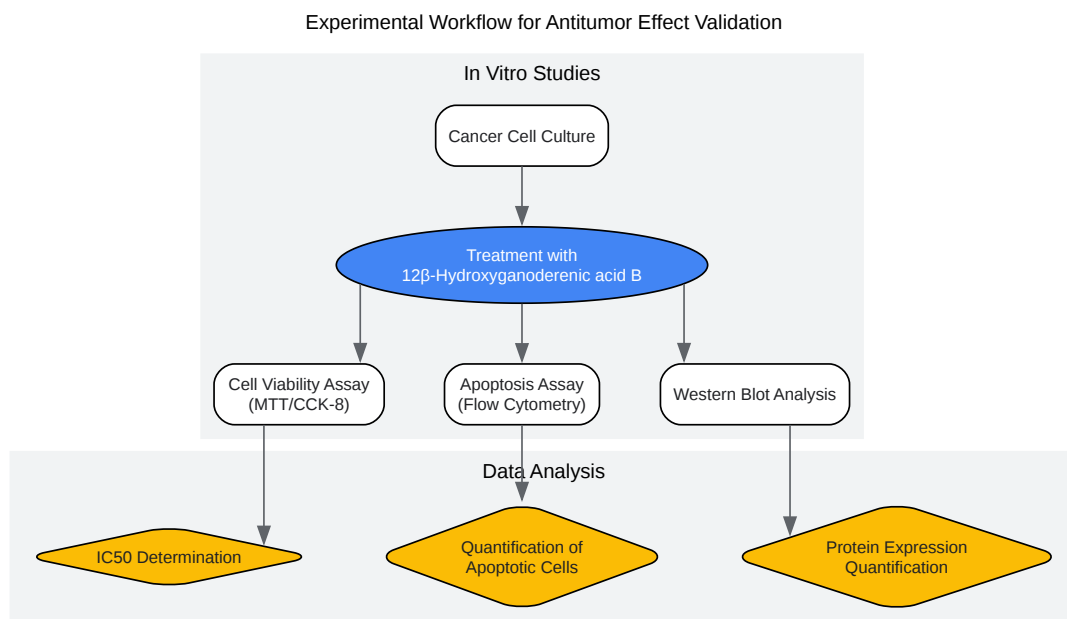 Experimental Workflow for Antitumor Effect Validation
In Vitro Studies
Cancer Cell Culture
Treatment with
12β-Hydroxyganoderenic acid B
Cell Viability Assay
(MTT/CCK-8)
Apoptosis Assay
(Flow Cytometry)
Western Blot Analysis
Data Analysis
IC50 Determination
Quantification of
Apoptotic Cells
Protein Expression
Quantification